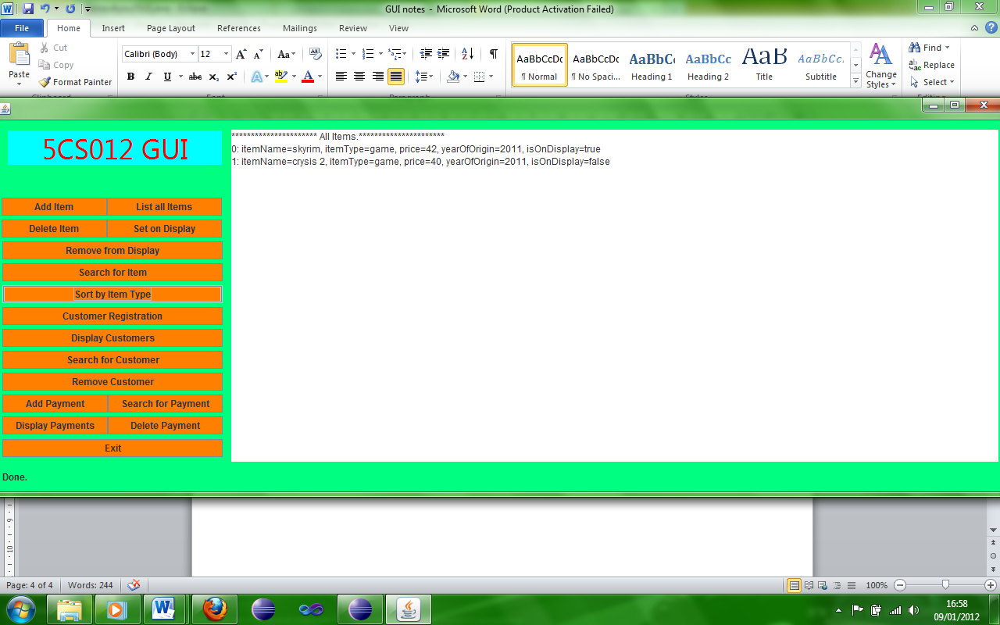 GUI notes - Microsoft Word (Product Activation Failed)
File Home Insert Page Layout References Mailings Review View
Paste
Cut
Copy
Format Painter
Calibri (Body) 12
AaBbCcDc AaBbCcDc AaBbCc AaBbCc AaB AaBbCc.
¶ Normal ¶ No Spaci... Heading 1 Heading 2 Title Subtitle
Change Styles
Find
Replace
Select
5CS012 GUI
Add Item List all Items
Delete Item Set on Display
Remove from Display
Search for Item
Sort by Item Type
Customer Registration
Display Customers
Search for Customer
Remove Customer
Add Payment Search for Payment
Display Payments Delete Payment
Exit
Done.
********************** All Items.**********************
0: itemName=skyrim, itemType=game, price=42, yearOfOrigin=2011, isOnDisplay=true
1: itemName=crysis 2, itemType=game, price=40, yearOfOrigin=2011, isOnDisplay=false
9
10
Page: 4 of 4 Words: 244 100%
16:58
09/01/2012